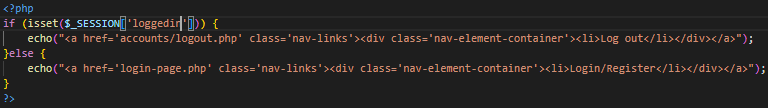 <?php
if (isset($_SESSION['loggedin'])) {
    echo("<a href='accounts/logout.php' class='nav-links'><div class='nav-element-container'><li>Log out</li></div></a>");
}else {
    echo("<a href='login-page.php' class='nav-links'><div class='nav-element-container'><li>Login/Register</li></div></a>");
}
?>